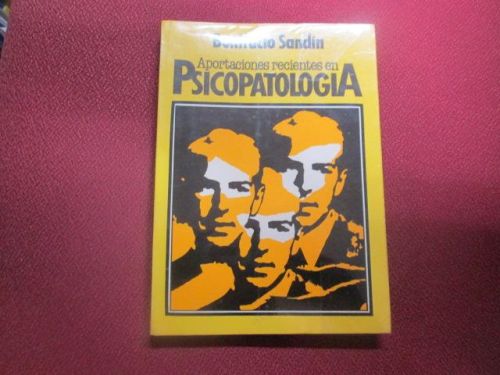 Bonifacio Sandín
Aportaciones recientes en
PSICOPATOLOGIA